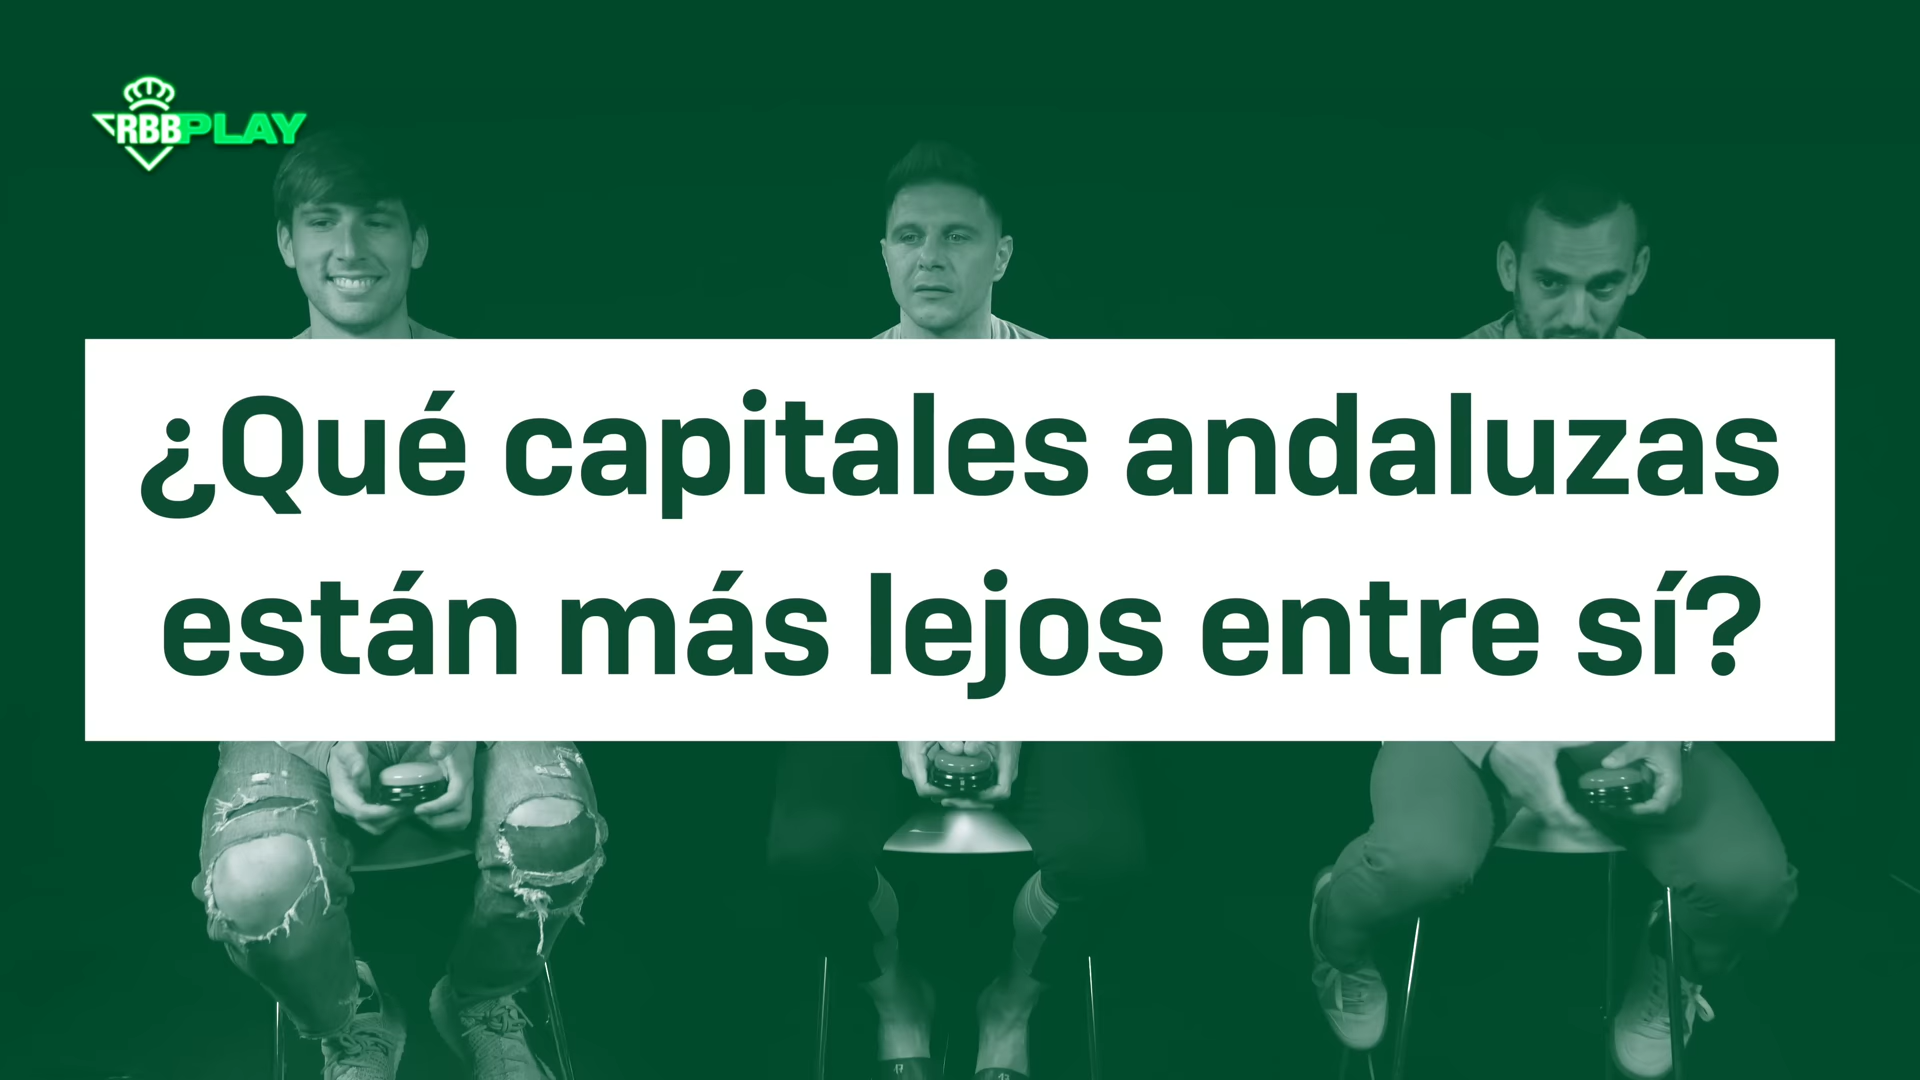 RBBPLAY
¿Qué capitales andaluzas
están más lejos entre sí?